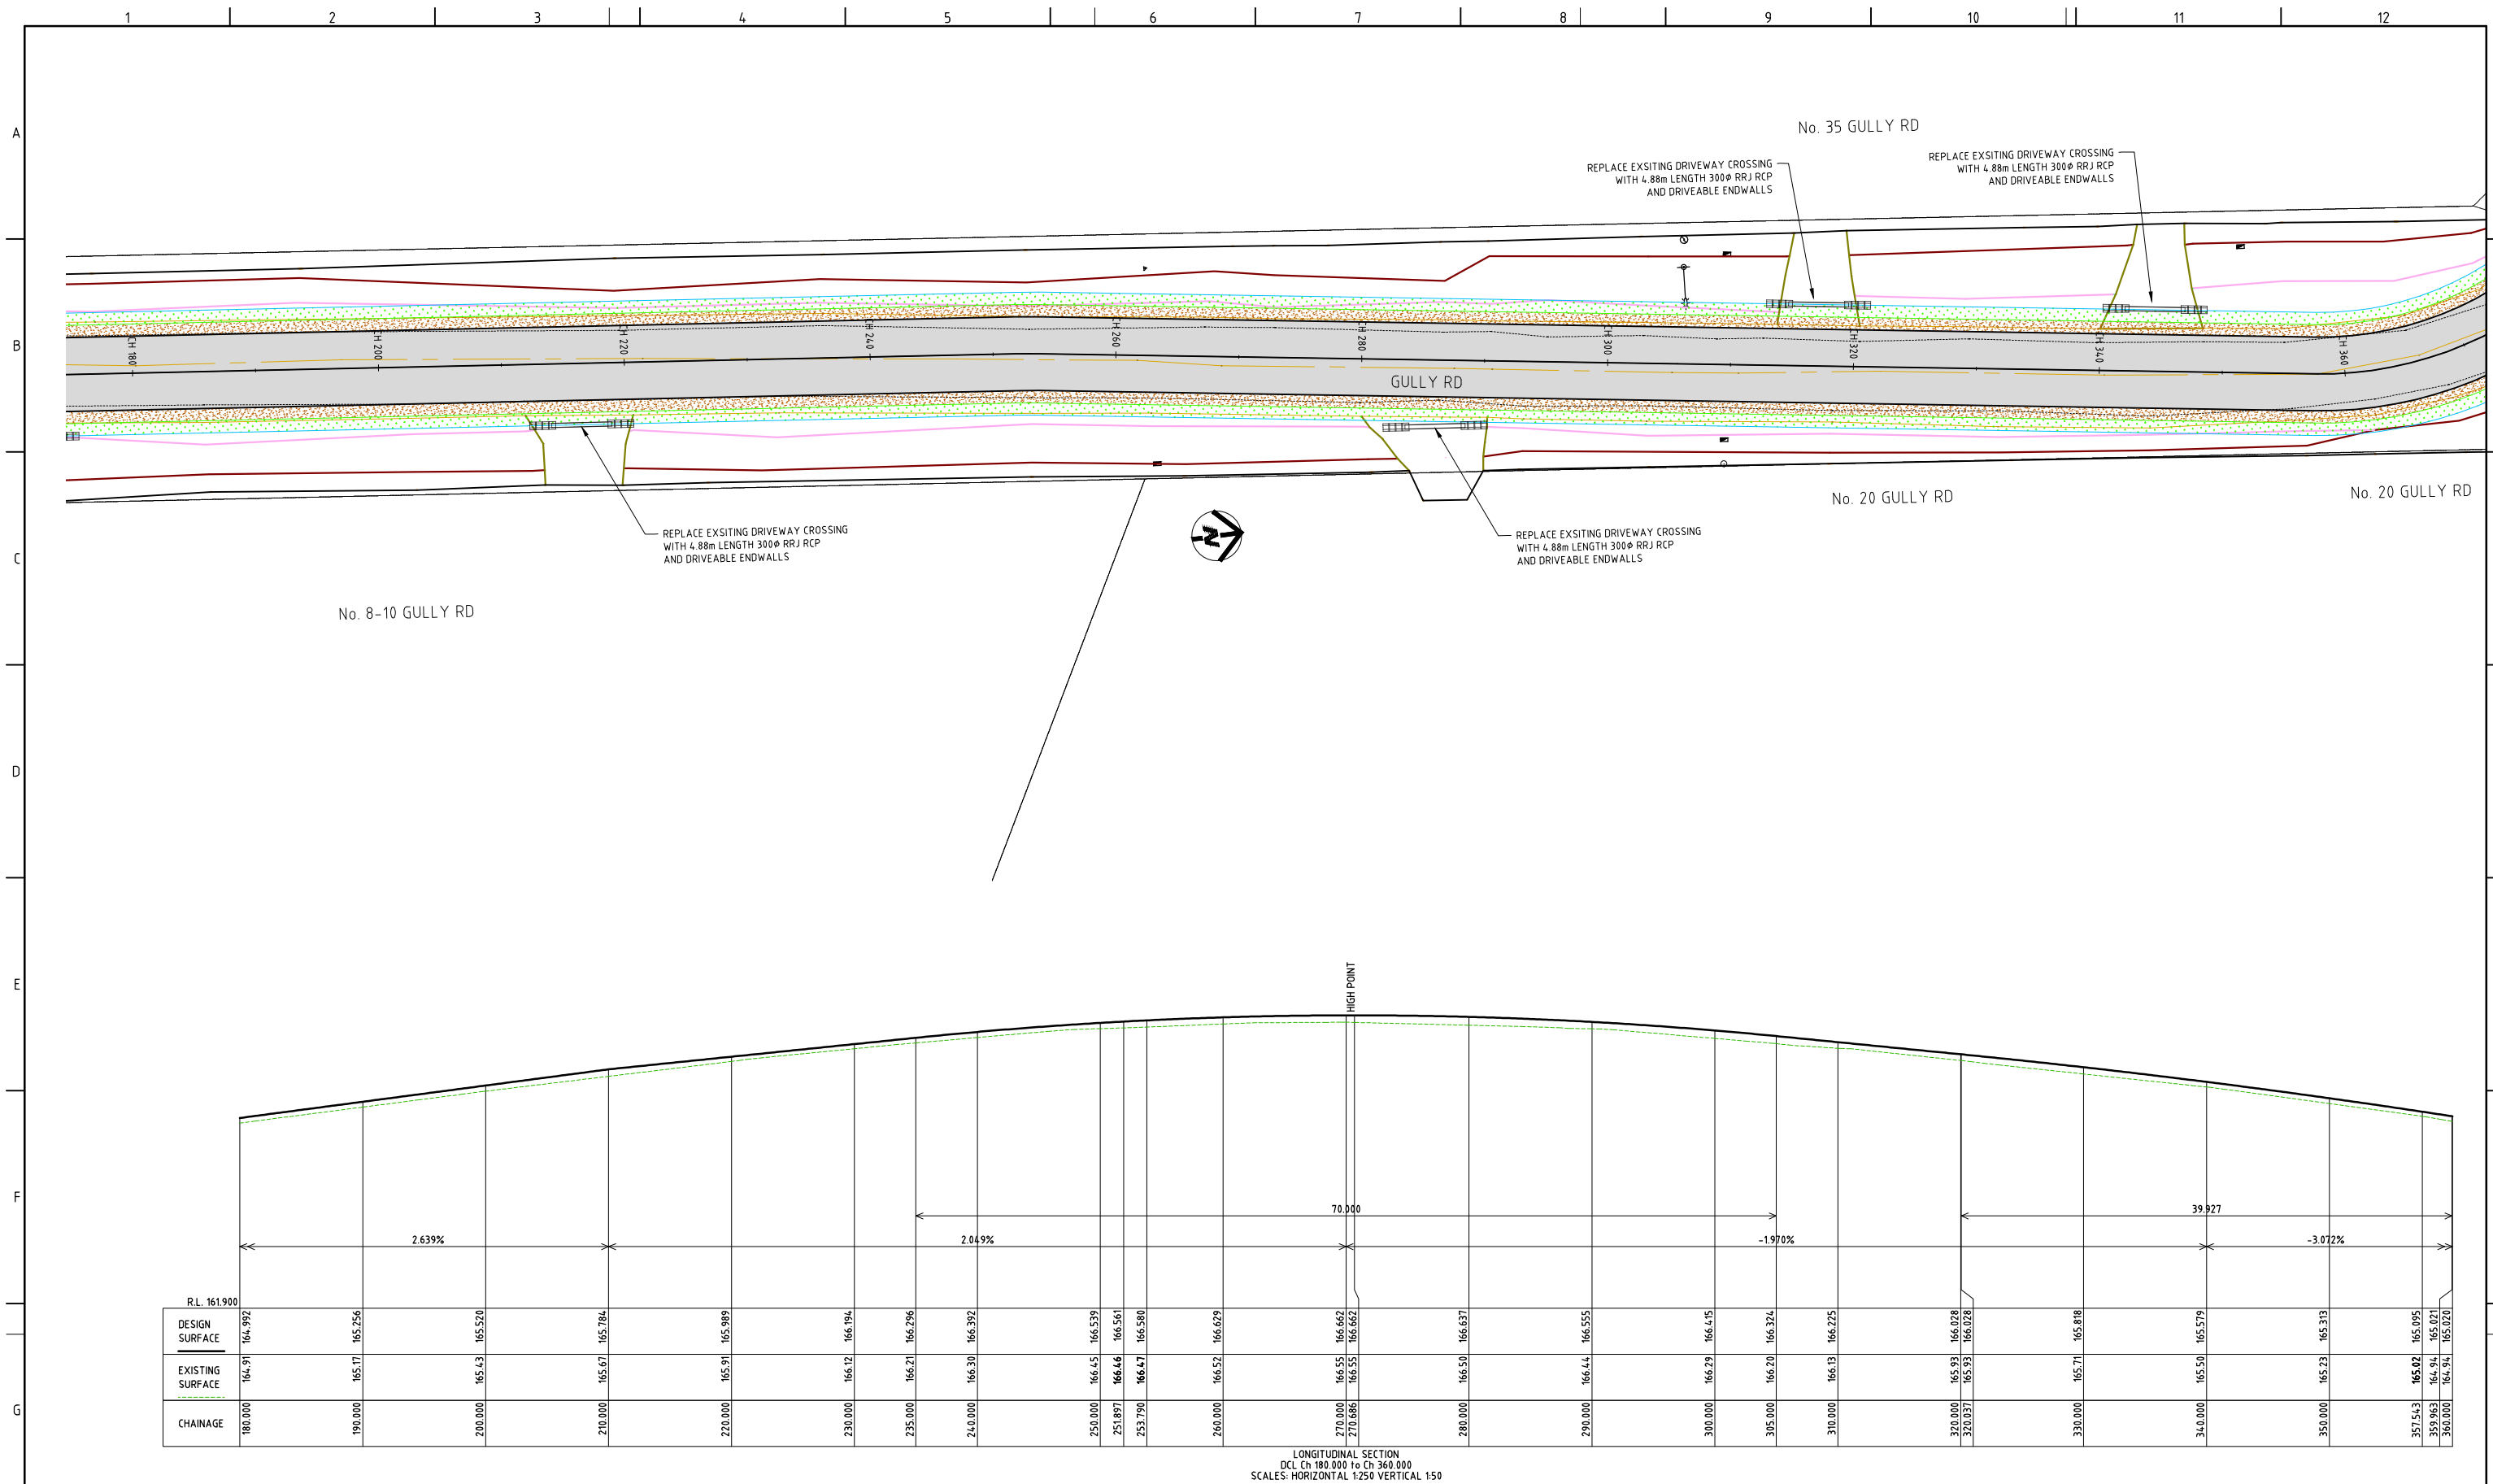 1 2 3 4 5 6 7 8 9 10 11 12
A
No. 35 GULLY RD
REPLACE EXSITING DRIVEWAY CROSSING
WITH 4.88m LENGTH 300ϕ RRJ RCP
AND DRIVEABLE ENDWALLS
REPLACE EXSITING DRIVEWAY CROSSING
WITH 4.88m LENGTH 300ϕ RRJ RCP
AND DRIVEABLE ENDWALLS
B
CH 180 CH 200 CH 220 CH 240 CH 260 CH 280 CH 300 CH 320 CH 340 CH 360
GULLY RD
No. 20 GULLY RD
No. 20 GULLY RD
C
N
REPLACE EXSITING DRIVEWAY CROSSING
WITH 4.88m LENGTH 300ϕ RRJ RCP
AND DRIVEABLE ENDWALLS
REPLACE EXSITING DRIVEWAY CROSSING
WITH 4.88m LENGTH 300ϕ RRJ RCP
AND DRIVEABLE ENDWALLS
No. 8-10 GULLY RD
D
E
HIGH POINT
F
70.000 39.927
2.639% 2.049% -1.970% -3.072%
R.L. 161.900
DESIGN
SURFACE
164.992 165.256 165.520 165.784 165.989 166.194 166.296 166.392 166.539 166.561 166.580 166.629 166.662 166.662 166.637 166.555 166.415 166.324 166.225 166.028 166.028 165.818 165.579 165.313 165.095 165.021 165.020
EXISTING
SURFACE
164.91 165.17 165.43 165.67 165.91 166.12 166.21 166.30 166.45 166.46 166.47 166.52 166.55 166.55 166.50 166.44 166.29 166.20 166.13 165.93 165.93 165.71 165.50 165.23 165.02 164.94 164.94
G
CHAINAGE
180.000 190.000 200.000 210.000 220.000 230.000 235.000 240.000 250.000 251.897 253.790 260.000 270.000 270.686 280.000 290.000 300.000 305.000 310.000 320.000 320.037 330.000 340.000 350.000 357.543 359.963 360.000
LONGITUDINAL SECTION
DCL Ch 180.000 to Ch 360.000
SCALES: HORIZONTAL 1:250 VERTICAL 1:50